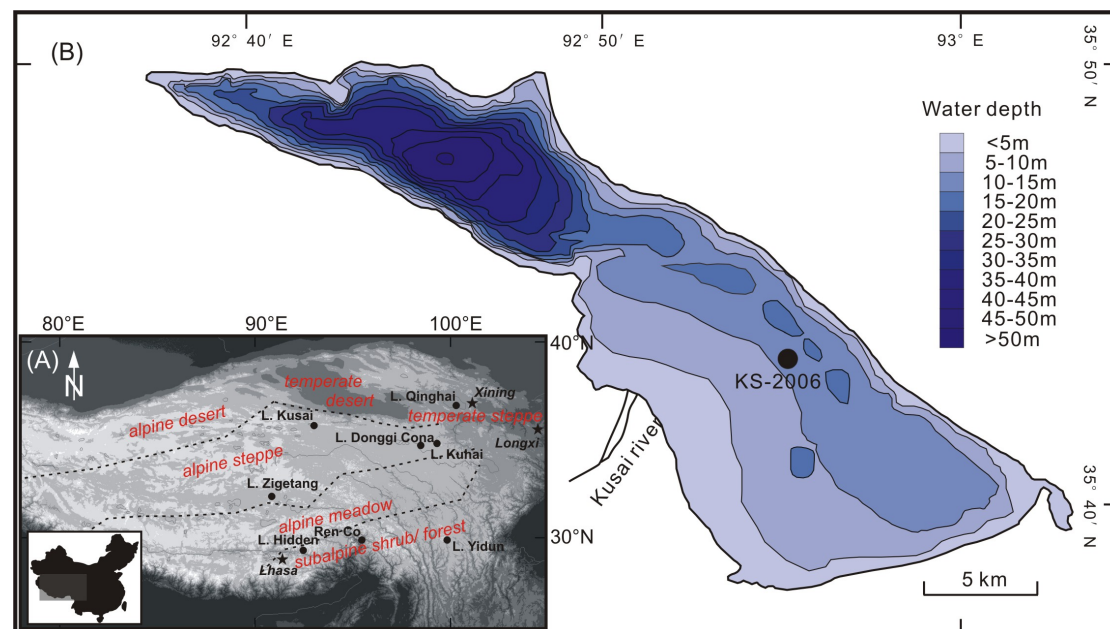 92° 40′ E
92° 50′ E
93° E
(B)
35° 50′ N
Water depth
<5m
5-10m
10-15m
15-20m
20-25m
25-30m
30-35m
35-40m
40-45m
45-50m
>50m
KS-2006
Kusai river
35° 40′ N
5 km
80°E
90°E
100°E
40°N
30°N
(A)
N
temperate
desert
L. Qinghai
Xining
alpine desert
L. Kusai
temperate steppe
L. Donggi Cona
Longxi
L. Kuhai
alpine steppe
L. Zigetang
alpine meadow
Ren Co
L. Hidden
subalpine shrub/ forest
L. Yidun
Lhasa